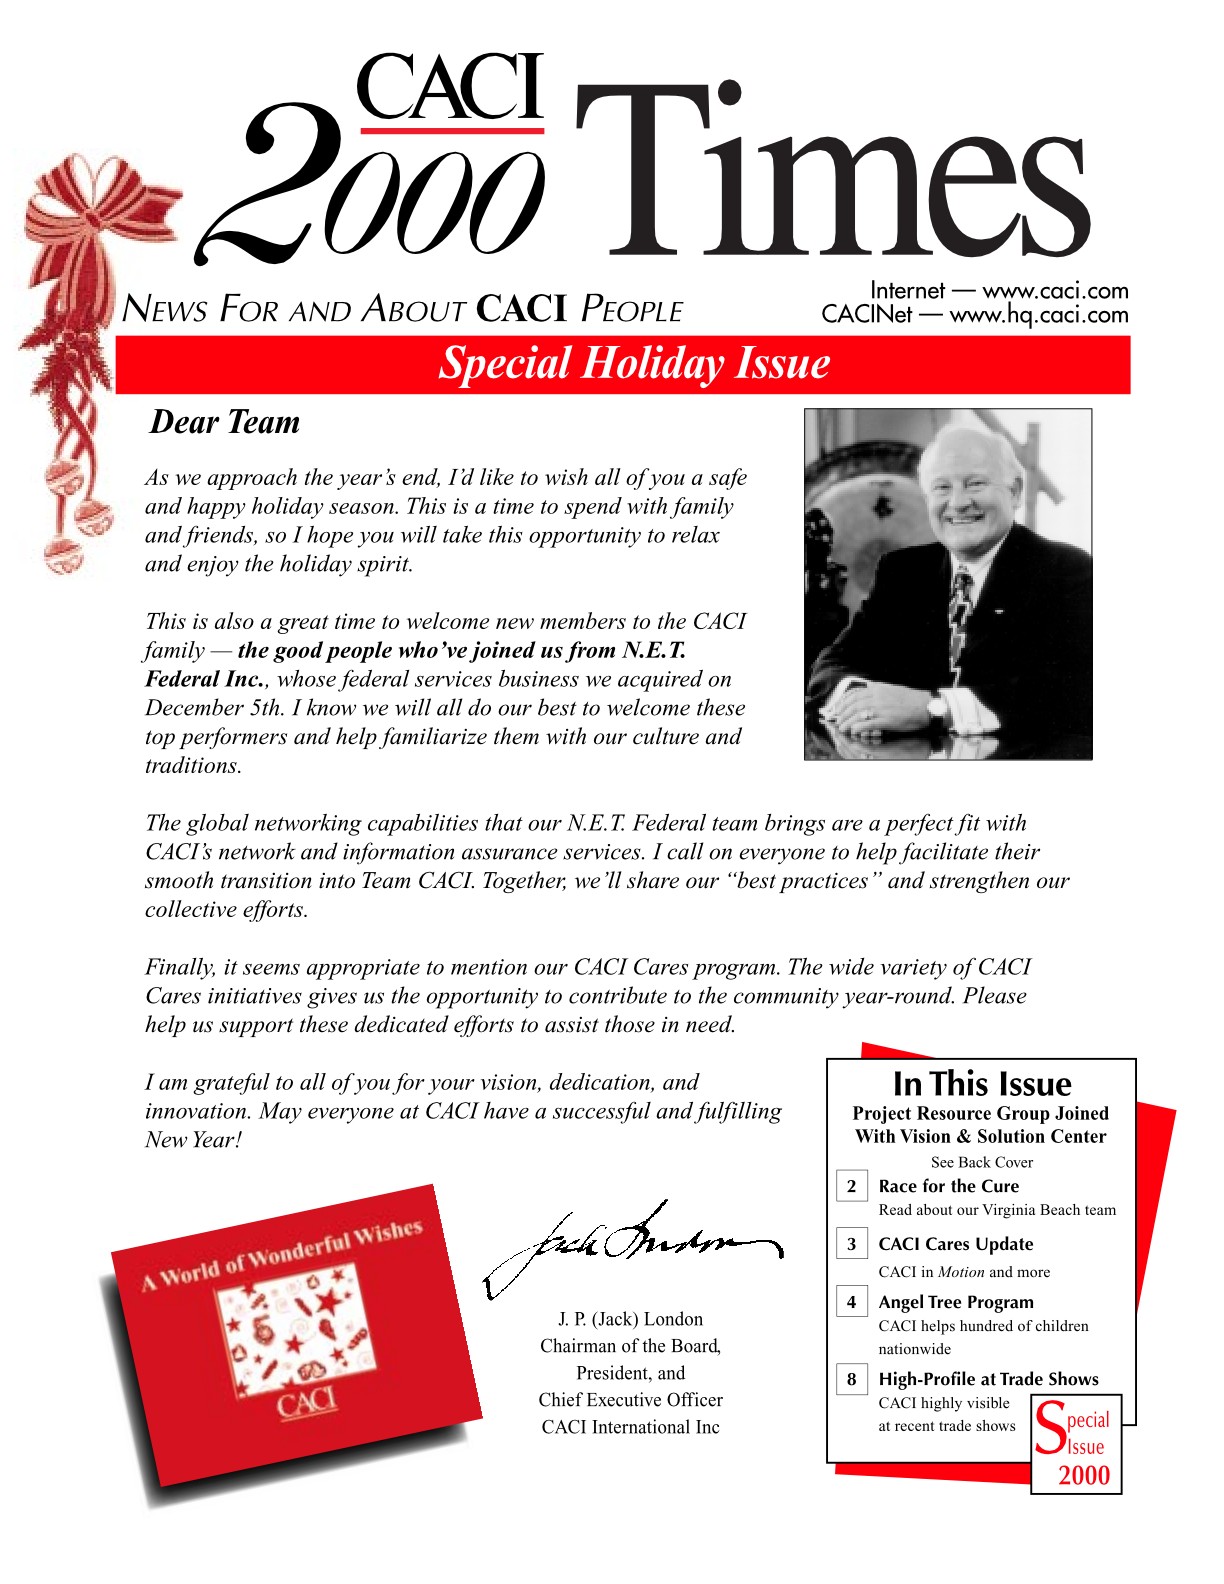 CACI
2000 Times
NEWS FOR AND ABOUT CACI PEOPLE
Internet — www.caci.com
CACINet — www.hq.caci.com
Special Holiday Issue
Dear Team
As we approach the year's end, I'd like to wish all of you a safe
and happy holiday season. This is a time to spend with family
and friends, so I hope you will take this opportunity to relax
and enjoy the holiday spirit.
This is also a great time to welcome new members to the CACI
family — the good people who've joined us from N.E.T.
Federal Inc., whose federal services business we acquired on
December 5th. I know we will all do our best to welcome these
top performers and help familiarize them with our culture and
traditions.
The global networking capabilities that our N.E.T. Federal team brings are a perfect fit with
CACI's network and information assurance services. I call on everyone to help facilitate their
smooth transition into Team CACI. Together, we'll share our “best practices” and strengthen our
collective efforts.
Finally, it seems appropriate to mention our CACI Cares program. The wide variety of CACI
Cares initiatives gives us the opportunity to contribute to the community year-round. Please
help us support these dedicated efforts to assist those in need.
I am grateful to all of you for your vision, dedication, and
innovation. May everyone at CACI have a successful and fulfilling
New Year!
A World of Wonderful Wishes
CACI
Jack London
J. P. (Jack) London
Chairman of the Board,
President, and
Chief Executive Officer
CACI International Inc
In This Issue
Project Resource Group Joined
With Vision & Solution Center
See Back Cover
2 Race for the Cure
Read about our Virginia Beach team
3 CACI Cares Update
CACI in Motion and more
4 Angel Tree Program
CACI helps hundred of children
nationwide
8 High-Profile at Trade Shows
CACI highly visible
at recent trade shows
Special
Issue
2000